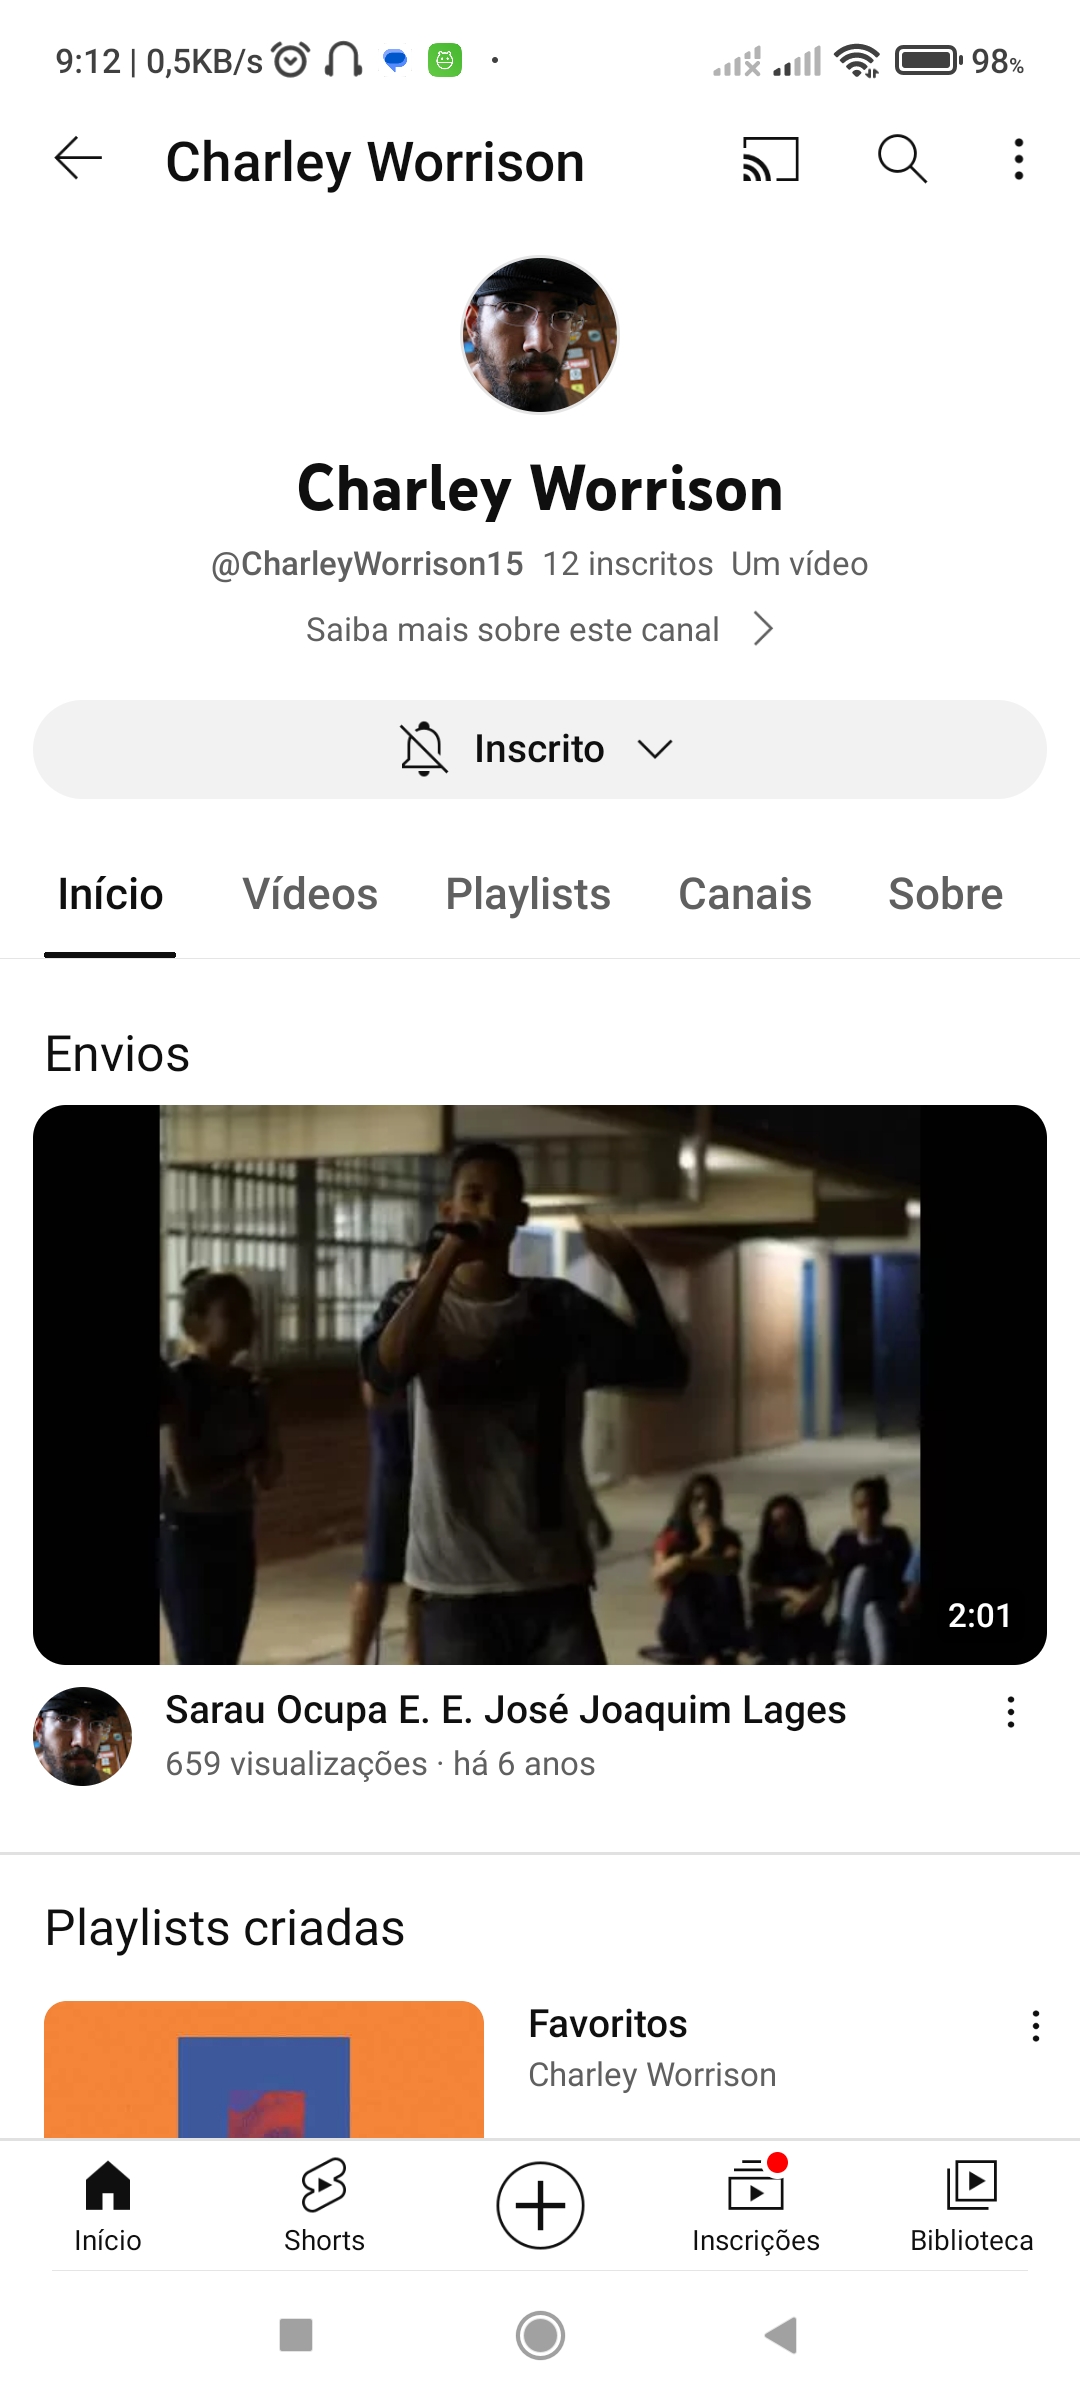 9:12 | 0,5KB/s 98%
Charley Worrison
Charley Worrison
@CharleyWorrison15 12 inscritos Um vídeo
Saiba mais sobre este canal
Inscrito
Início Vídeos Playlists Canais Sobre
Envios
2:01
Sarau Ocupa E. E. José Joaquim Lages
659 visualizações · há 6 anos
Playlists criadas
Favoritos
Charley Worrison
Início Shorts Inscrições Biblioteca